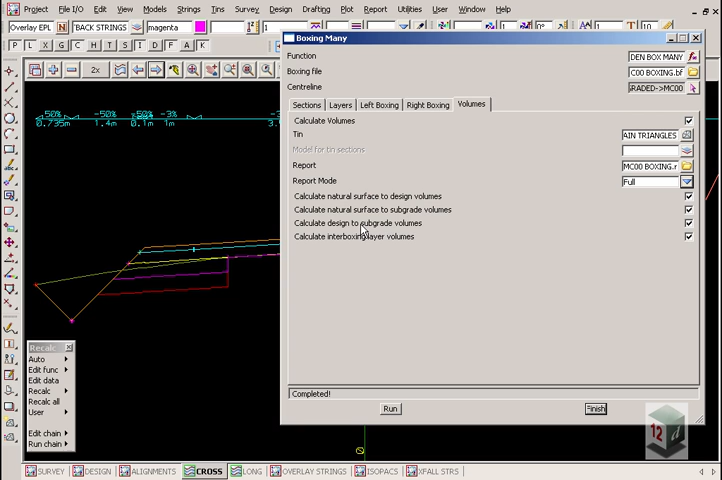 Project File I/O Edit View Models Strings Tins Survey Design Drafting Plot Report Utilities User Window Help
Overlay EPL N "BACK STRINGS magenta 1
P L X G S C I D F A K
2x
Boxing Many
Function DEN BOX MANY
Boxing file C00 BOXING.bf
Centreline GRADED->MC00
Sections Layers Left Boxing Right Boxing Volumes
Calculate Volumes
Tin AIN TRIANGLES
Model for tin sections
Report MC00 BOXING.r
Report Mode Full
Calculate natural surface to design volumes
Calculate natural surface to subgrade volumes
Calculate design to subgrade volumes
Calculate interboxing layer volumes
Completed!
Run Finish
-50% -50% -50% -3%
0.735m 1.4m 0.1m
Recalc
Auto
Edit func
Edit data
Recalc
Recalc all
User
Edit chain
Run chain
12d
SURVEY DESIGN ALIGNMENTS CROSS LONG OVERLAY STRINGS ISOPACS XFALL STRS